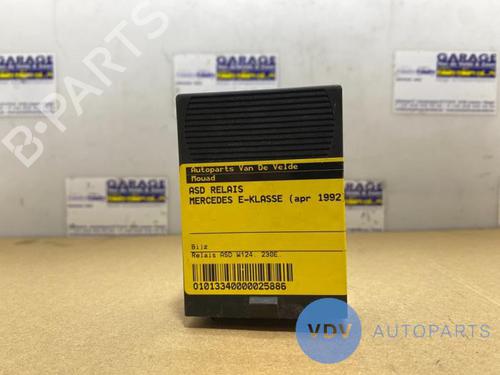 GARAGE
GARAGE
GARAGE
B-PARTS
Autoparts Van De Velde
Mouad
ASD RELAIS
MERCEDES E-KLASSE (apr 1992
Bijz
Relais ASD W124. 230E.
01013340000025886
VDV AUTOPARTS